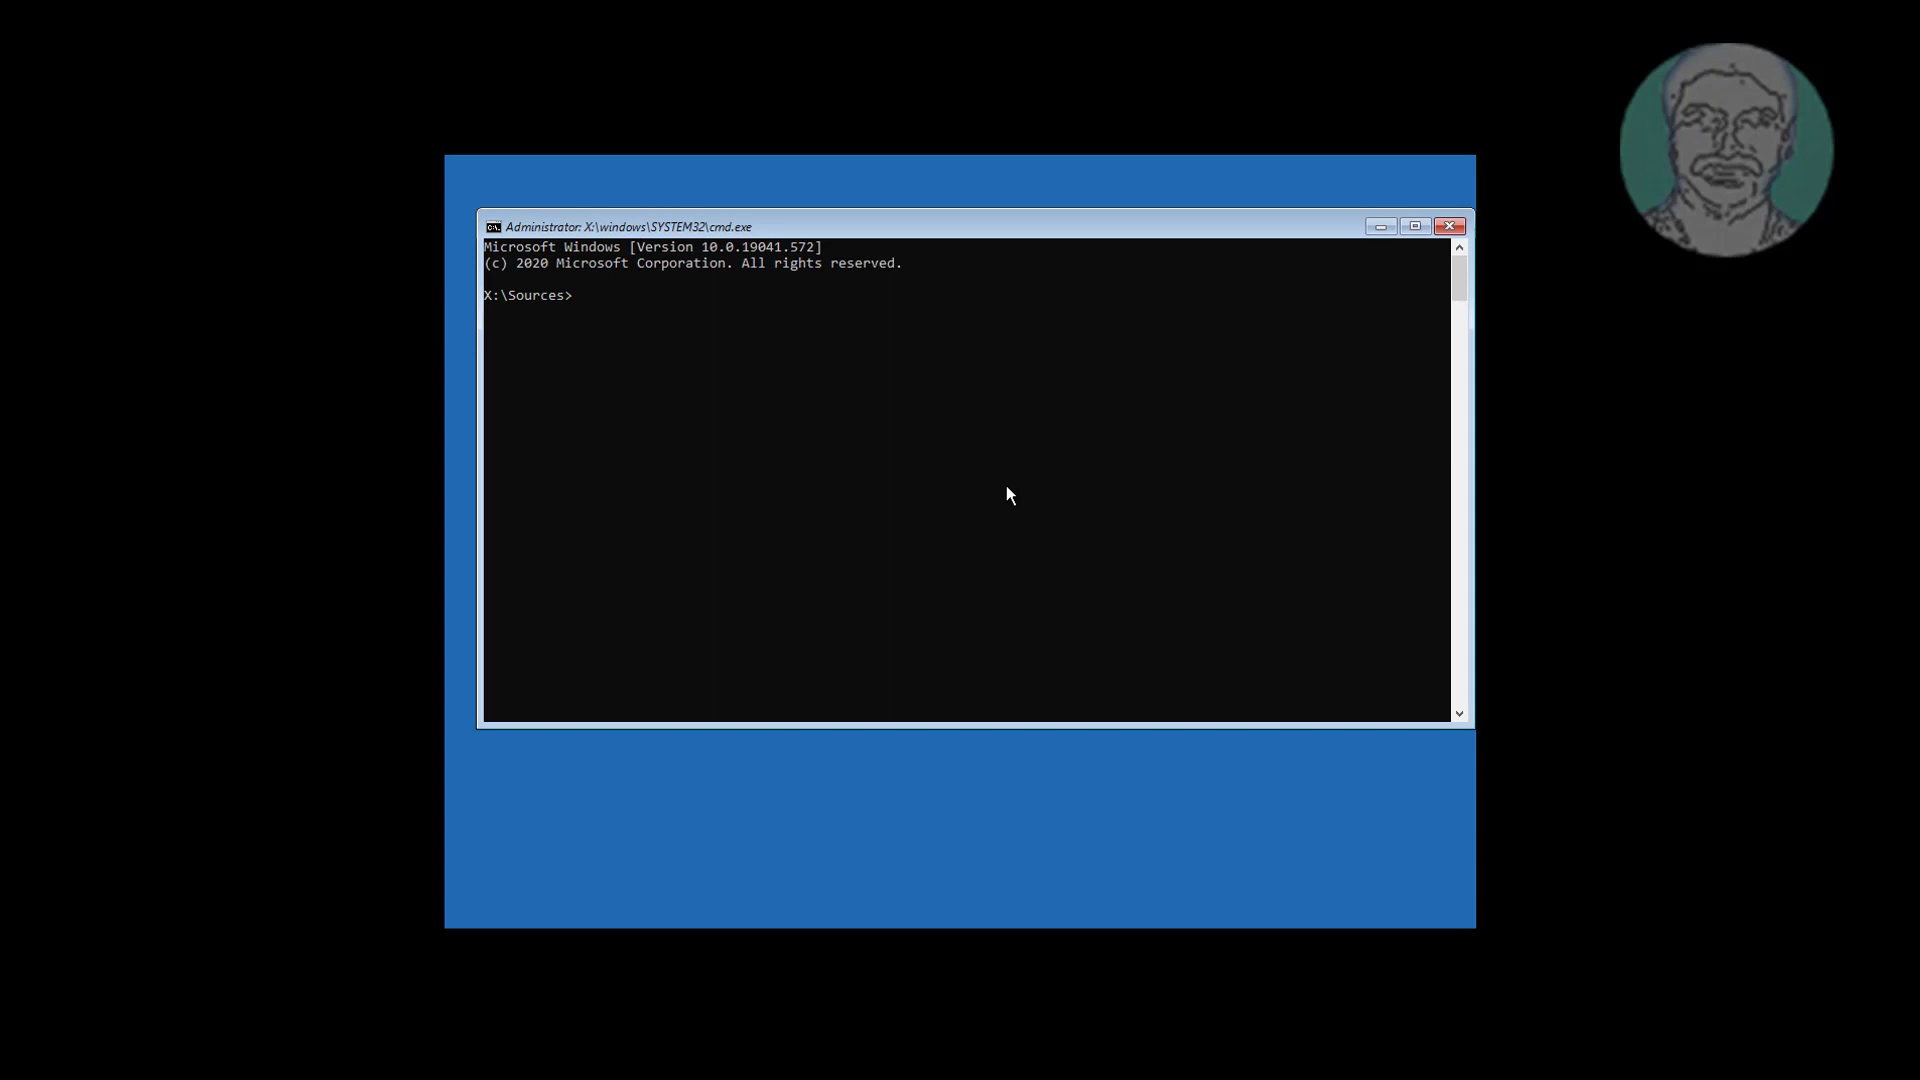 Administrator: X:\windows\SYSTEM32\cmd.exe
Microsoft Windows [Version 10.0.19041.572]
(c) 2020 Microsoft Corporation. All rights reserved.
X:\Sources>